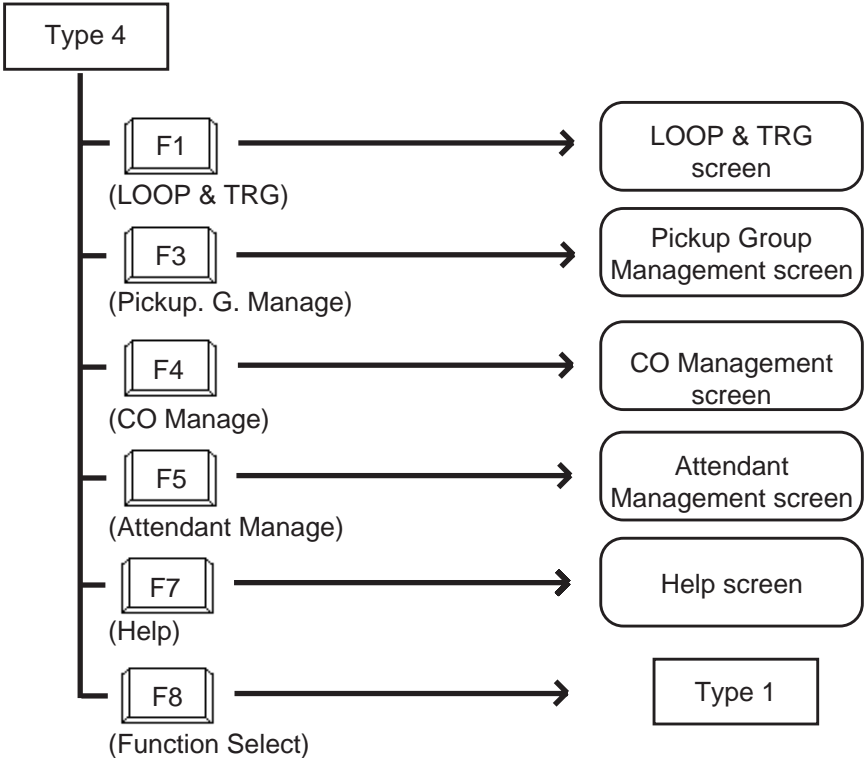 Type 4
F1
(LOOP & TRG)
LOOP & TRG
screen
F3
(Pickup. G. Manage)
Pickup Group
Management screen
F4
(CO Manage)
CO Management
screen
F5
(Attendant Manage)
Attendant
Management screen
F7
(Help)
Help screen
F8
(Function Select)
Type 1